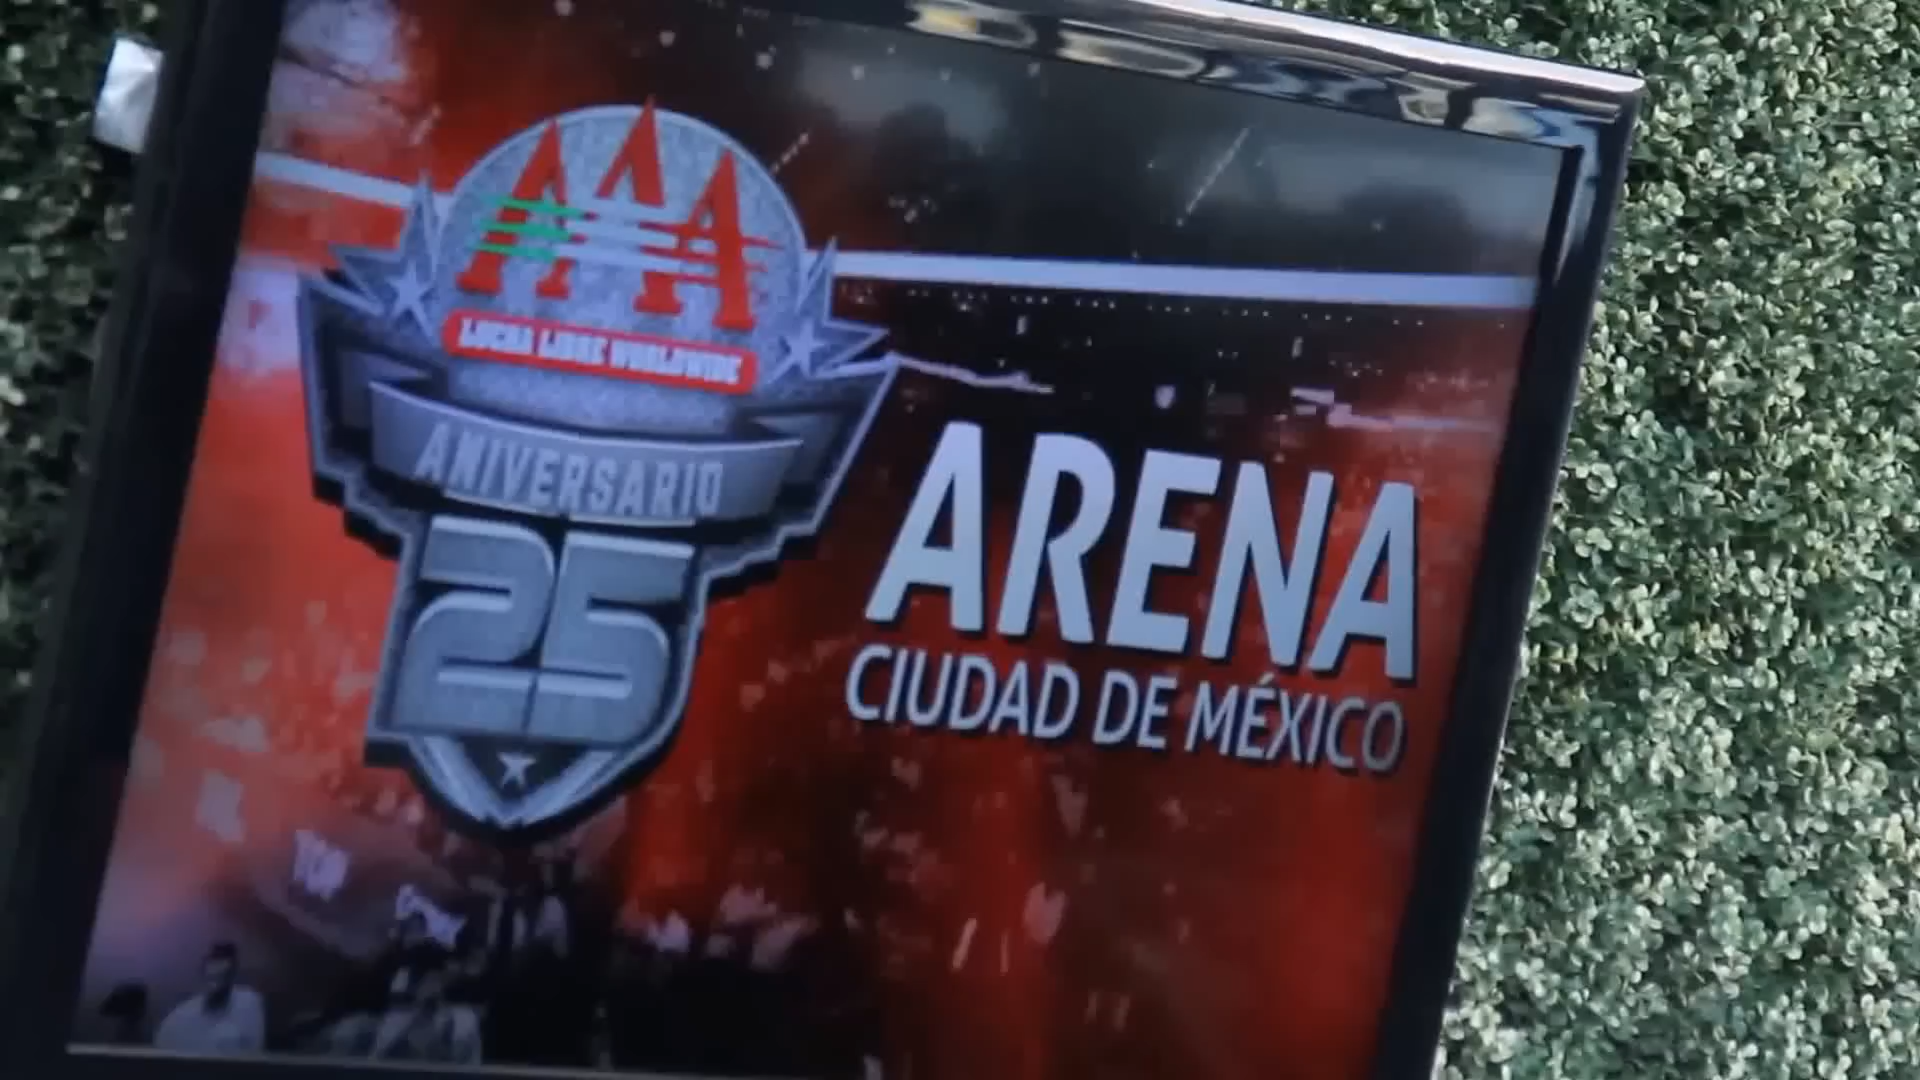 AAA
LUCHA LIBRE WORLDWIDE
ANIVERSARIO
25
ARENA
CIUDAD DE MÉXICO